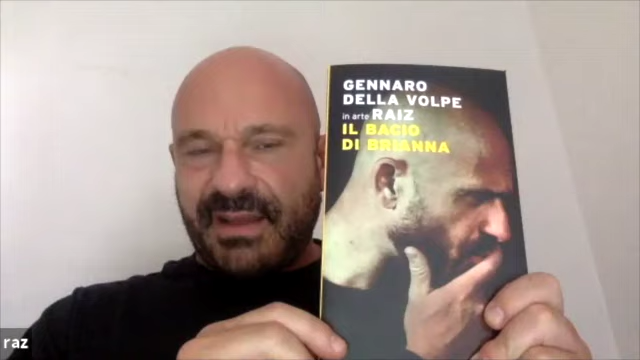 GENNARO
DELLA VOLPE
in arte RAIZ
IL BACIO
DI BRIANNA
raz